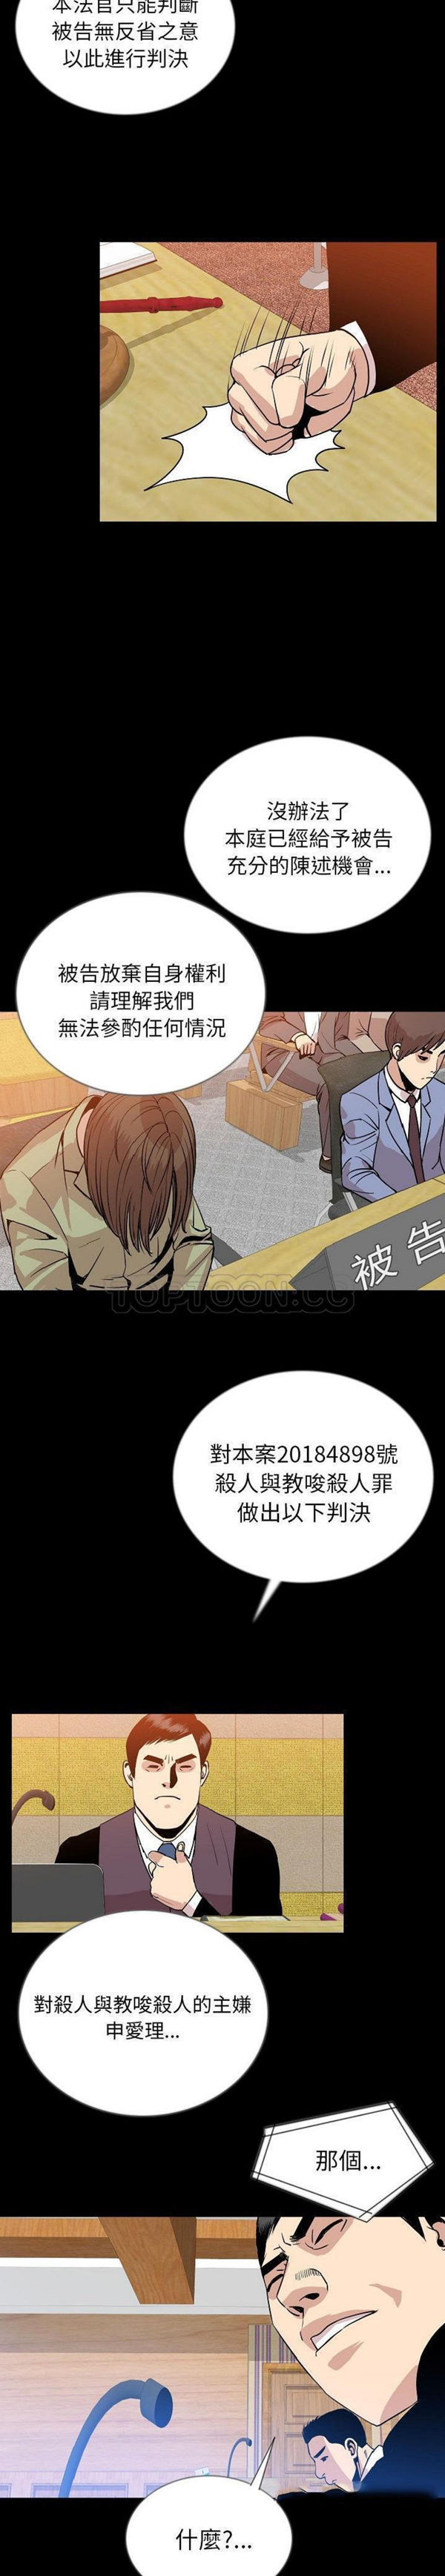 本法官只能判斷
被告無反省之意
以此進行判決
沒辦法了
本庭已經給予被告
充分的陳述機會...
被告放棄自身權利
請理解我們
無法參酌任何情況
被告
TOPTOON.CC
對本案20184898號
殺人與教唆殺人罪
做出以下判決
對殺人與教唆殺人的主嫌
申愛理...
那個...
什麼?...